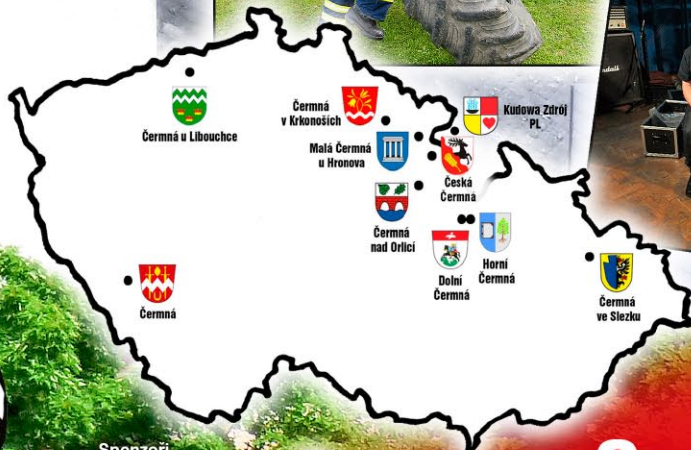 Čermná u Libouchce
Čermná
v Krkonoších
Kudowa Zdrój
PL
Malá Čermná
u Hronova
Česká
Čermná
Čermná
nad Orlicí
Dolní
Čermná
Horní
Čermná
Čermná
Čermná
ve Slezku
Sponzoři